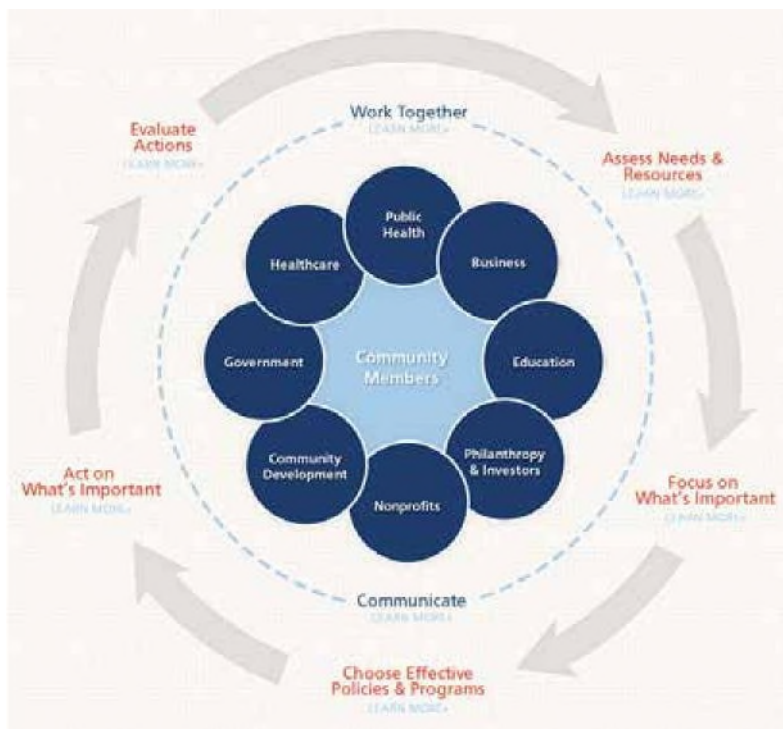 Work Together
LEARN MORE»
Evaluate
Actions
LEARN MORE»
Assess Needs &
Resources
LEARN MORE»
Public
Health
Healthcare
Business
Government
Community
Members
Education
Community
Development
Philanthropy
& Investors
Nonprofits
Act on
What's Important
LEARN MORE»
Focus on
What's Important
LEARN MORE»
Communicate
LEARN MORE»
Choose Effective
Policies & Programs
LEARN MORE»